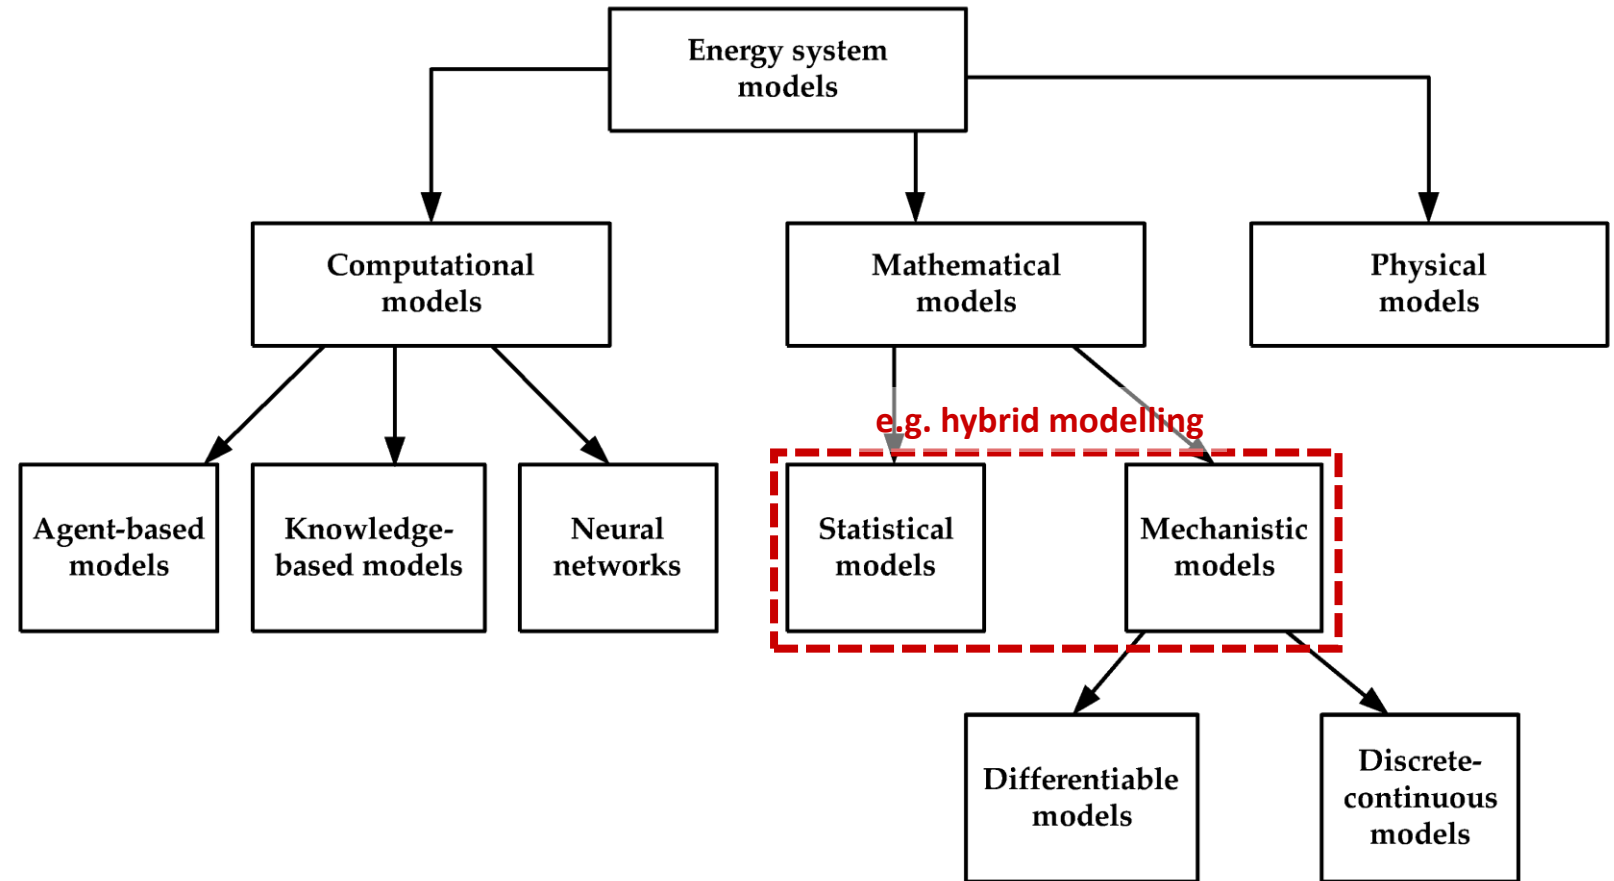 Energy system
models
Computational
models
Mathematical
models
Physical
models
e.g. hybrid modelling
Agent-based
models
Knowledge-
based models
Neural
networks
Statistical
models
Mechanistic
models
Differentiable
models
Discrete-
continuous
models